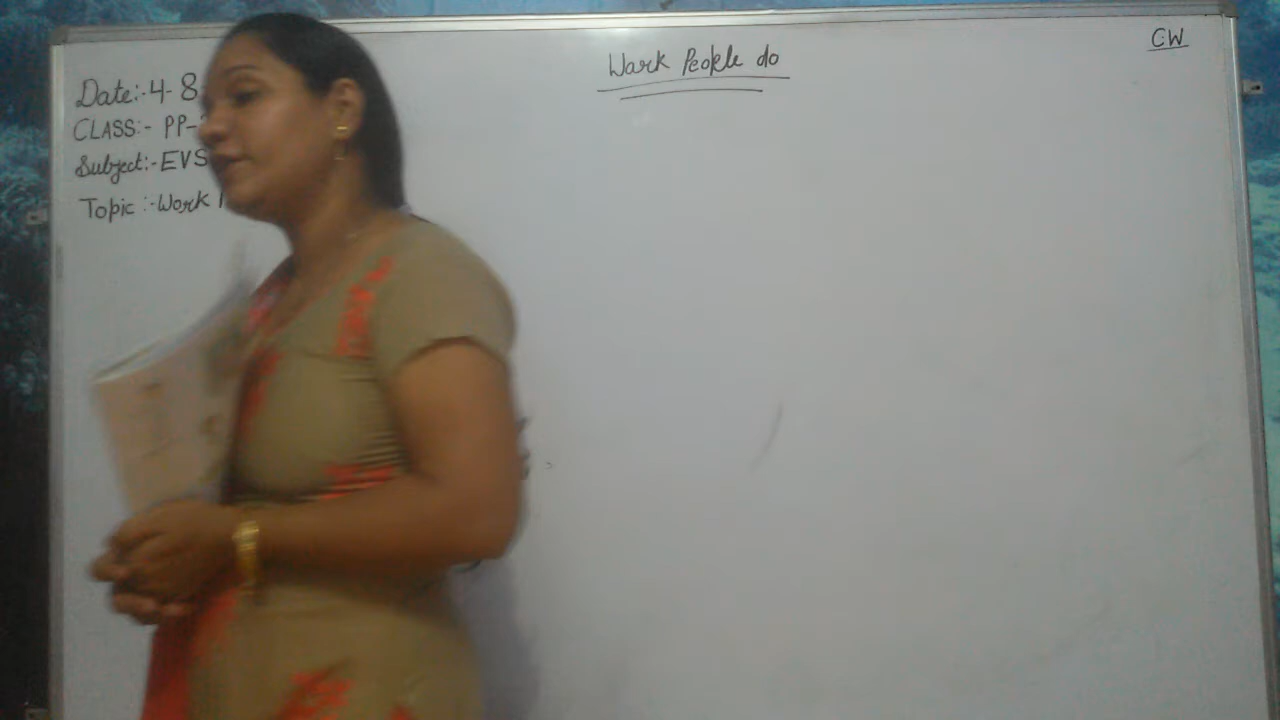 Work People do
CW
Date:-4-8
CLASS:- PP-
Subject:-EVS
Topic :-Work